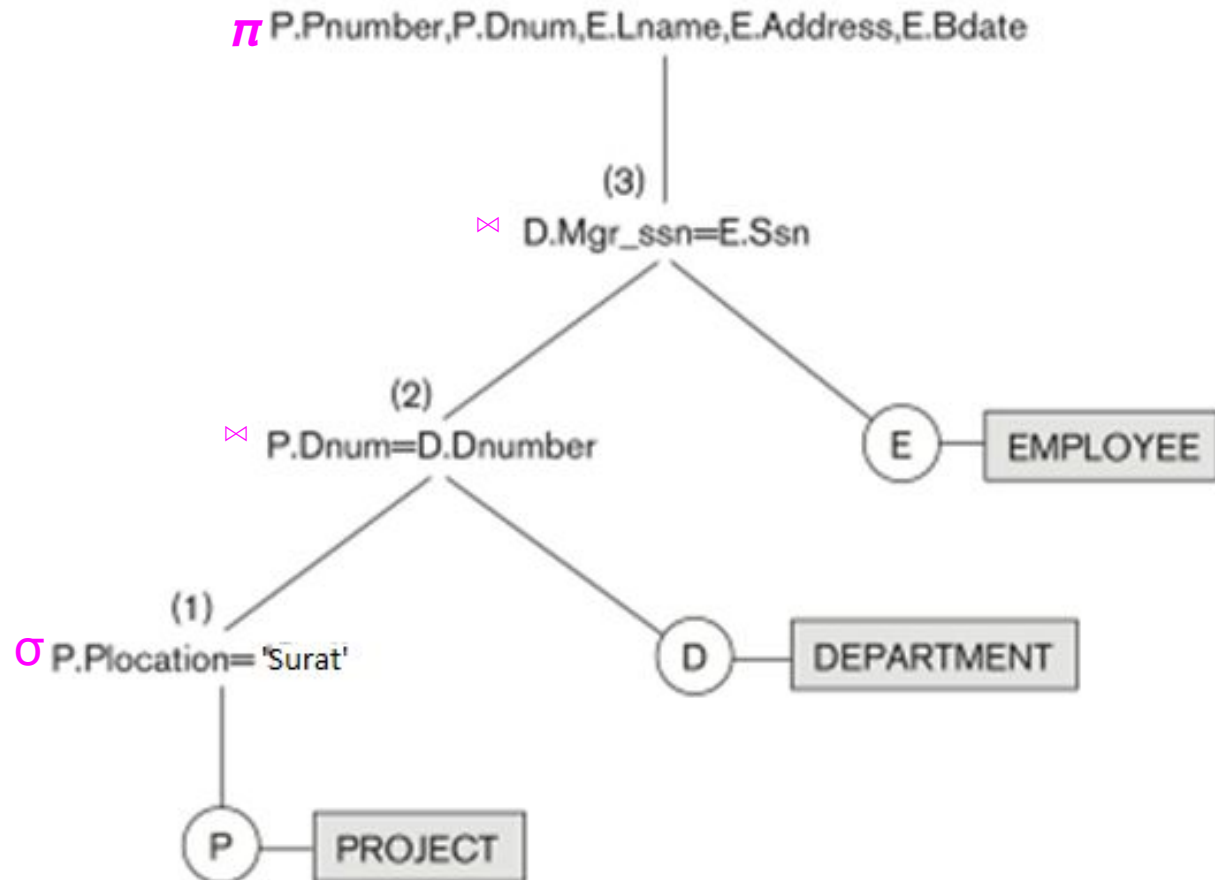 π P.Pnumber,P.Dnum,E.Lname,E.Address,E.Bdate
(3)
⋈ D.Mgr_ssn=E.Ssn
(2)
⋈ P.Dnum=D.Dnumber
E EMPLOYEE
(1)
σ P.Plocation= 'Surat'
D DEPARTMENT
P PROJECT